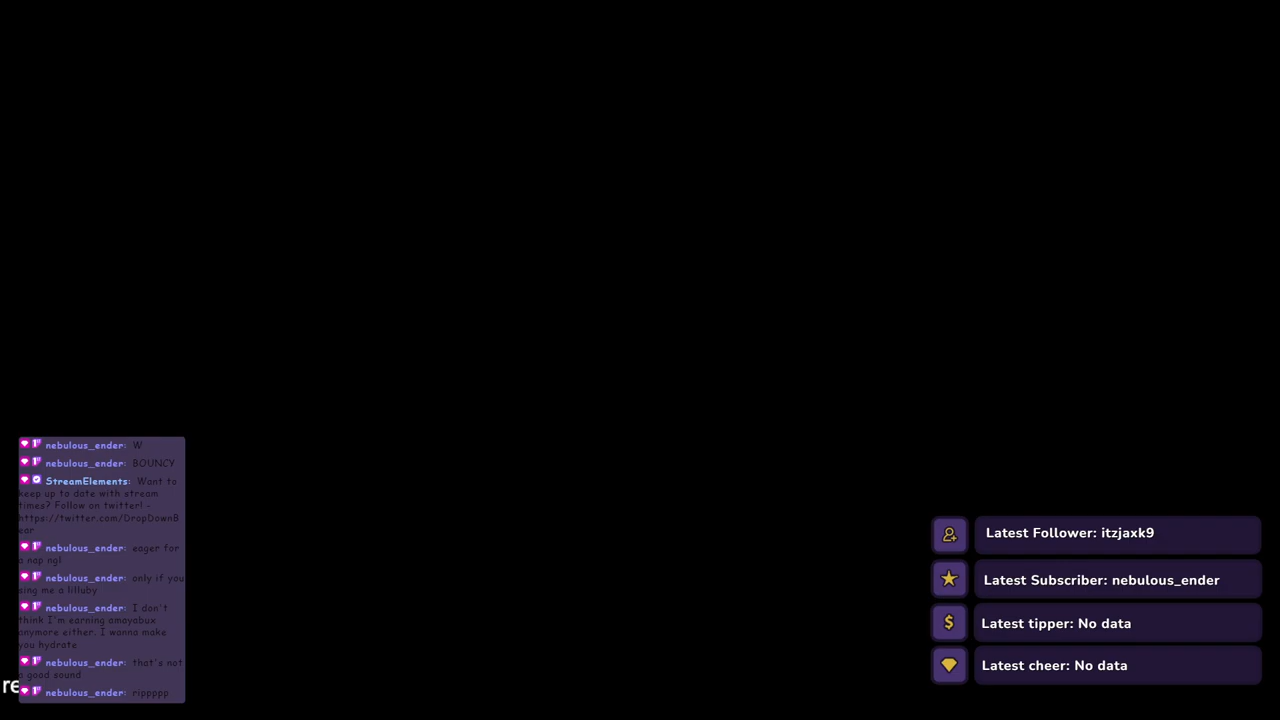 nebulous_ender: W
nebulous_ender: BOUNCY
StreamElements: Want to
keep up to date with stream
times? Follow on twitter! -
https://twitter.com/DropDownB
ear
nebulous_ender: eager for
a nap ngl
nebulous_ender: only if you
sing me a lilluby
nebulous_ender: I don't
think I'm earning amoyabux
anymore either. I wanna make
you hydrate
nebulous_ender: that's not
a good sound
re
nebulous_ender: rippppp
Latest Follower: itzjaxk9
Latest Subscriber: nebulous_ender
Latest tipper: No data
Latest cheer: No data